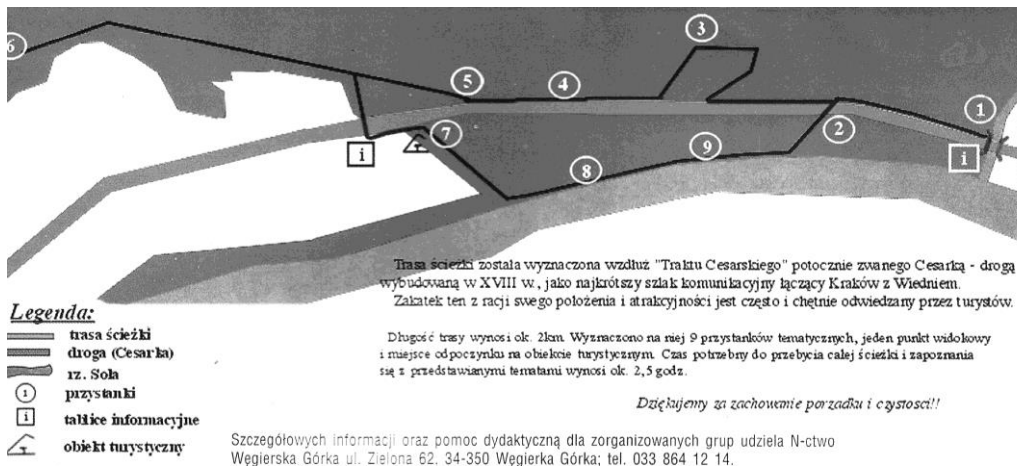 6
3
5
4
1
7
2
i
i
9
8
Trasa ścieżki została wyznaczona wzdłuż "Traktu Cesarskiego" potocznie zwanego Cesarką - drogą
wybudowaną w XVIII w., jako najkrótszy szlak komunikacyjny łączący Kraków z Wiedniem.
Zakątek ten z racji swego położenia i atrakcyjności jest często i chętnie odwiedzany przez turystów.
Legenda:
trasa ścieżki
droga (Cesarka)
rz. Soła
1 przystanki
i tablice informacyjne
obiekt turystyczny
Długość trasy wynosi ok. 2km. Wyznaczono na niej 9 przystanków tematycznych, jeden punkt widokowy
i miejsce odpoczynku na obiekcie turystycznym. Czas potrzebny do przebycia całej ścieżki i zapoznania
się z przedstawianymi tematami wynosi ok. 2,5 godz.
Dziękujemy za zachowanie porządku i czystości!!
Szczegółowych informacji oraz pomoc dydaktyczną dla zorganizowanych grup udziela N-ctwo
Węgierska Górka ul. Zielona 62, 34-350 Węgierka Górka; tel. 033 864 12 14.